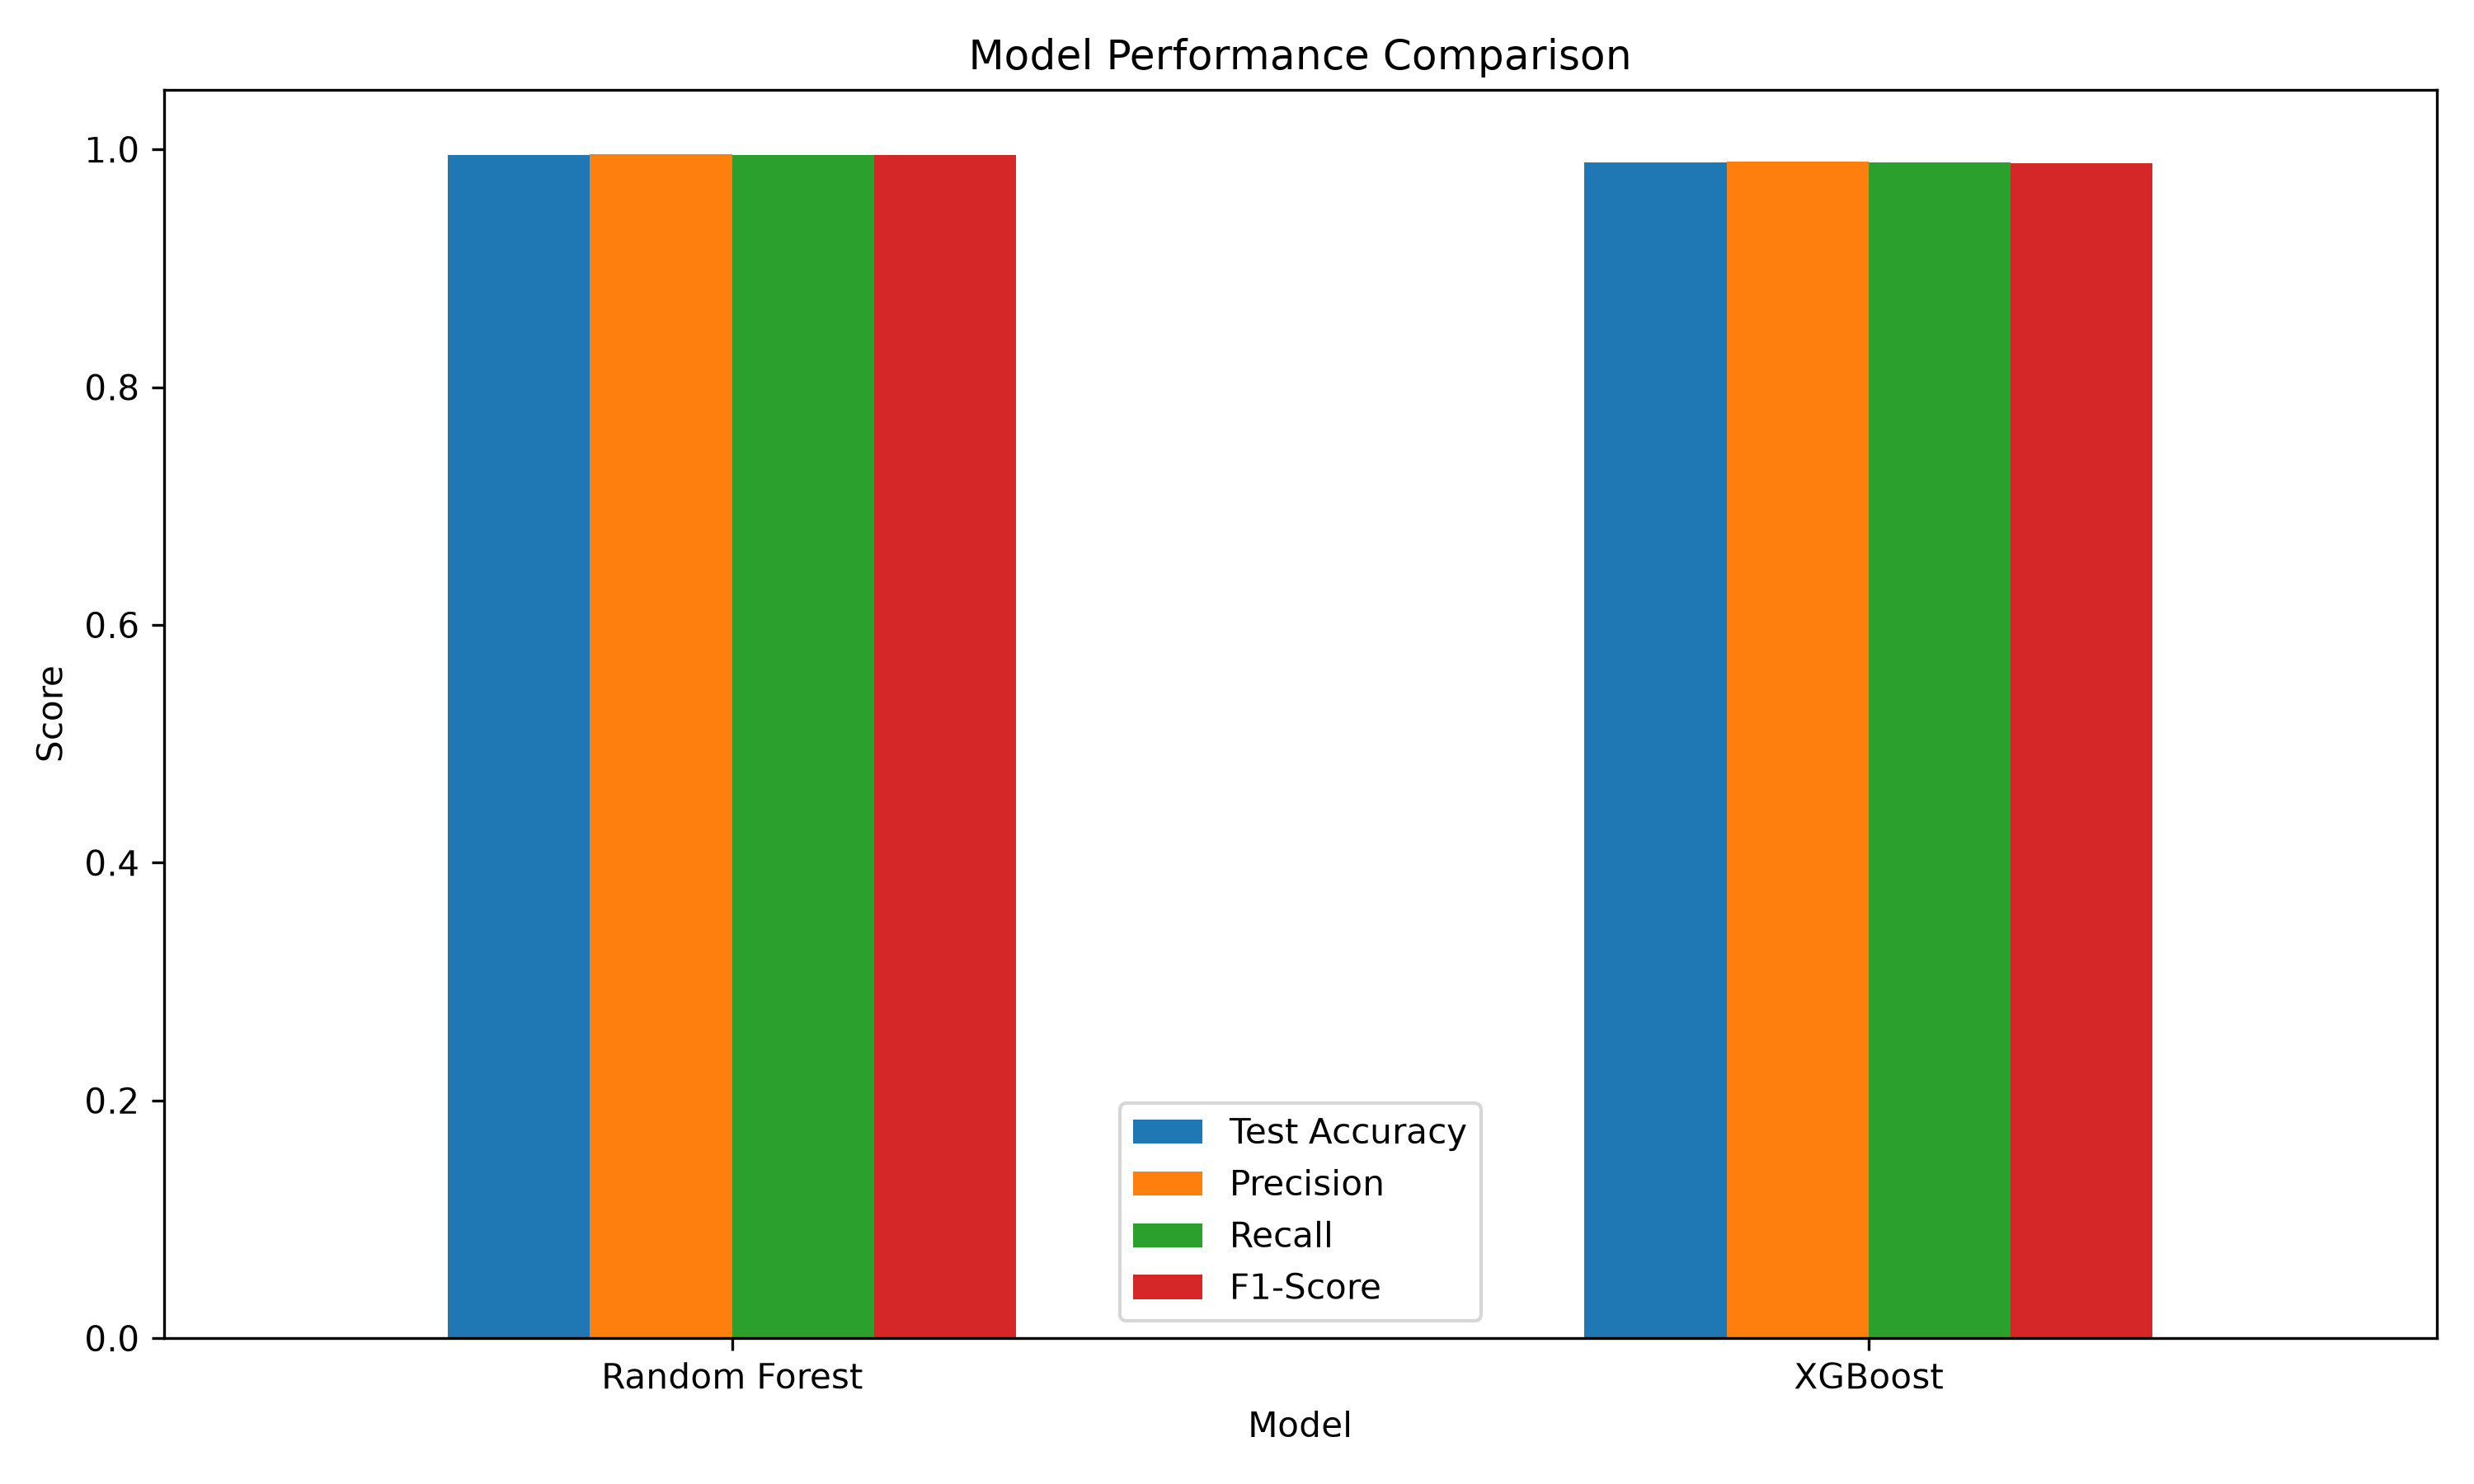 Model Performance Comparison
1.0
0.8
0.6
0.4
0.2
0.0
Score
Test Accuracy
Precision
Recall
F1-Score
Random Forest
XGBoost
Model